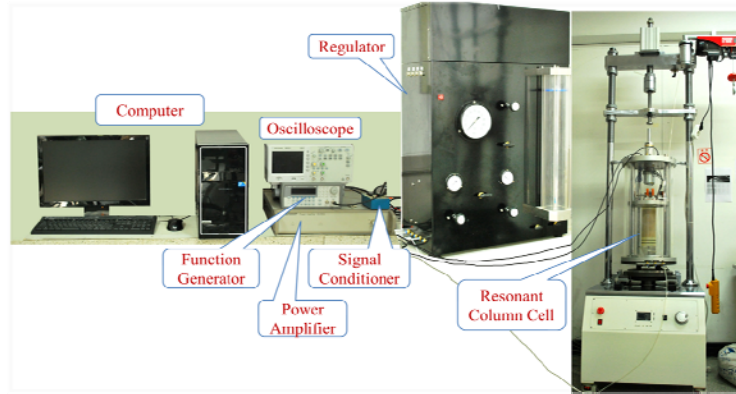 Regulator
Computer
Oscilloscope
Function
Generator
Signal
Conditioner
Power
Amplifier
Resonant
Column Cell